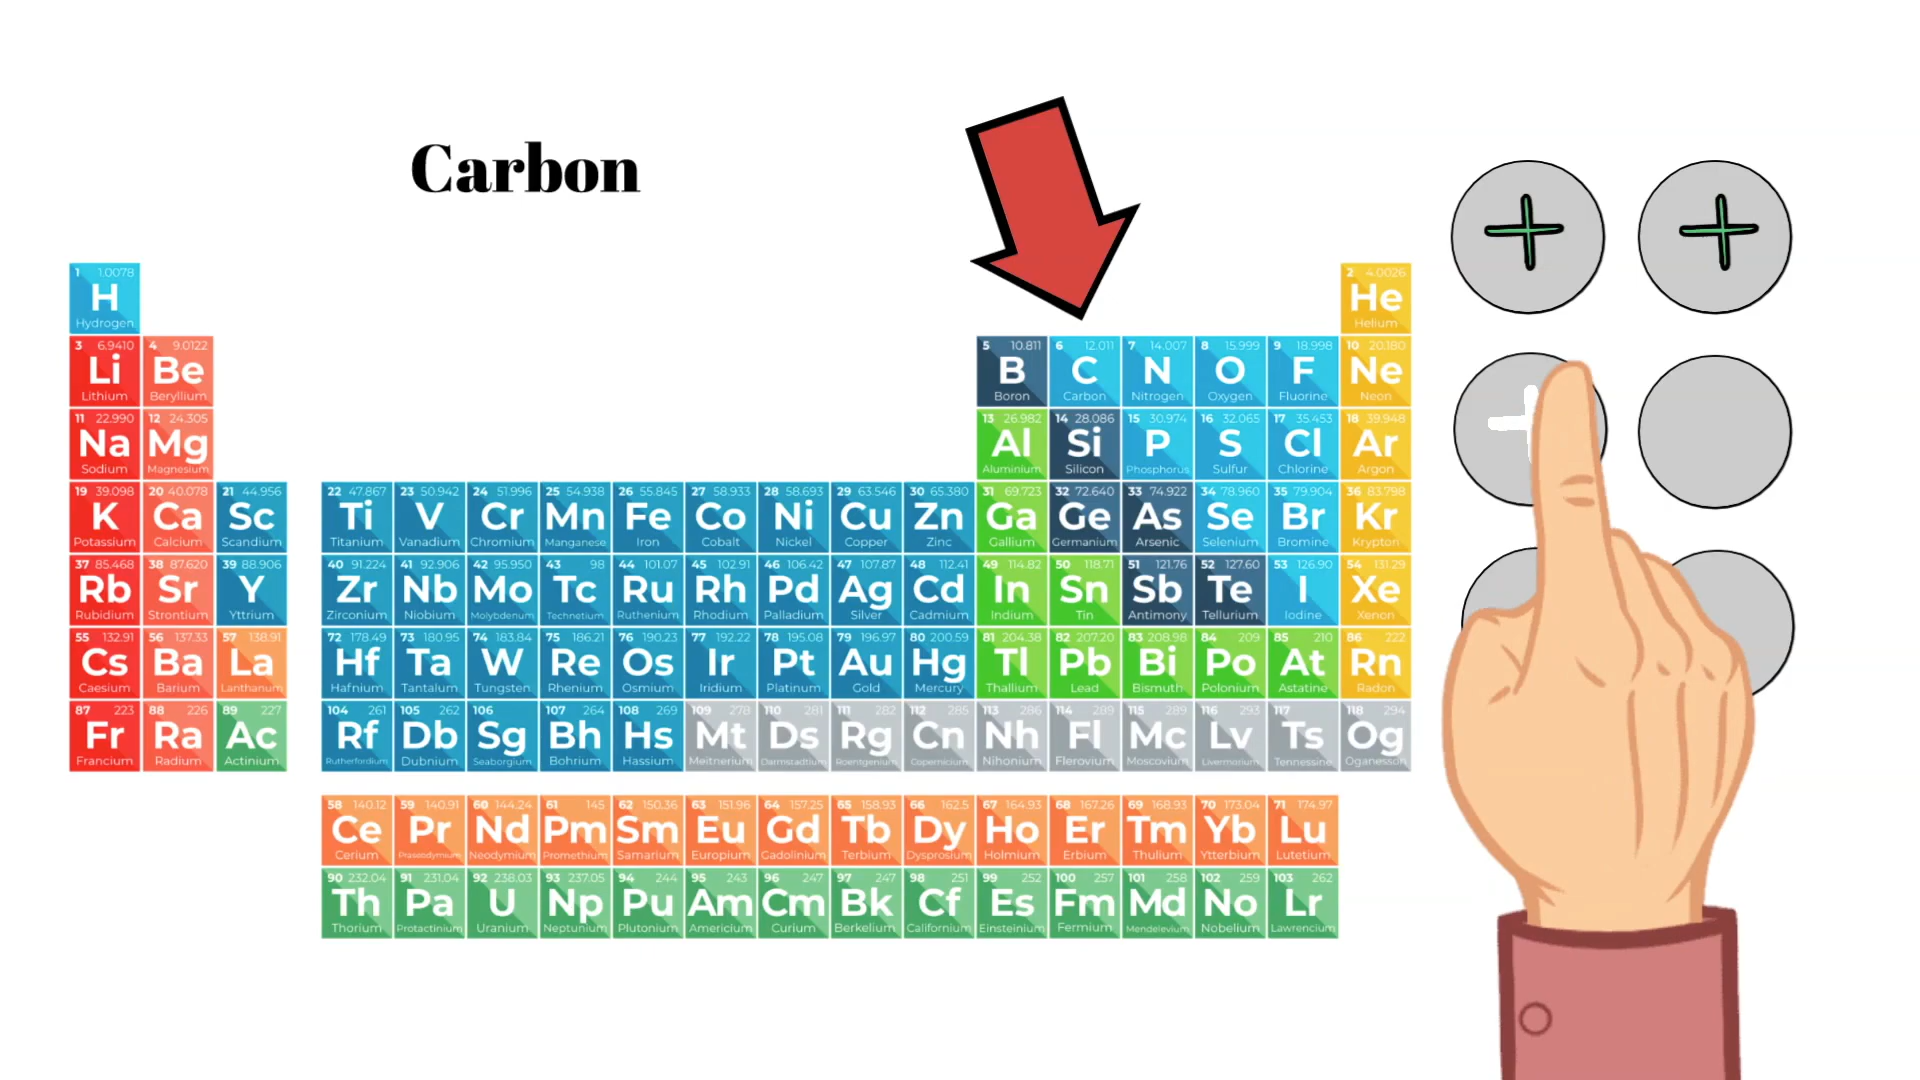 Carbon
1 1.0078 2 4.0026
H He
Hydrogen Helium
3 6.9410 4 9.0122 5 10.811 6 12.011 7 14.007 8 15.999 9 18.998 10 20.180
Li Be B C N O F Ne
Lithium Beryllium Boron Carbon Nitrogen Oxygen Fluorine Neon
11 22.990 12 24.305 13 26.982 14 28.086 15 30.974 16 32.065 17 35.453 18 39.948
Na Mg Al Si P S Cl Ar
Sodium Magnesium Aluminium Silicon Phosphorus Sulfur Chlorine Argon
19 39.098 20 40.078 21 44.956 22 47.867 23 50.942 24 51.996 25 54.938 26 55.845 27 58.933 28 58.693 29 63.546 30 65.380 31 69.723 32 72.640 33 74.922 34 78.960 35 79.904 36 83.798
K Ca Sc Ti V Cr Mn Fe Co Ni Cu Zn Ga Ge As Se Br Kr
Potassium Calcium Scandium Titanium Vanadium Chromium Manganese Iron Cobalt Nickel Copper Zinc Gallium Germanium Arsenic Selenium Bromine Krypton
37 85.468 38 87.620 39 88.906 40 91.224 41 92.906 42 95.950 43 98 44 101.07 45 102.91 46 106.42 47 107.87 48 112.41 49 114.82 50 118.71 51 121.76 52 127.60 53 126.90 54 131.29
Rb Sr Y Zr Nb Mo Tc Ru Rh Pd Ag Cd In Sn Sb Te I Xe
Rubidium Strontium Yttrium Zirconium Niobium Molybdenum Technetium Ruthenium Rhodium Palladium Silver Cadmium Indium Tin Antimony Tellurium Iodine Xenon
55 132.91 56 137.33 57 138.91 72 178.49 73 180.95 74 183.84 75 186.21 76 190.23 77 192.22 78 195.08 79 196.97 80 200.59 81 204.38 82 207.20 83 208.98 84 209 85 210 86 222
Cs Ba La Hf Ta W Re Os Ir Pt Au Hg Tl Pb Bi Po At Rn
Caesium Barium Lanthanum Hafnium Tantalum Tungsten Rhenium Osmium Iridium Platinum Gold Mercury Thallium Lead Bismuth Polonium Astatine Radon
87 223 88 226 89 227 104 261 105 262 106 107 264 108 269 109 278 110 281 111 282 112 285 113 286 114 289 115 289 116 293 117 118 294
Fr Ra Ac Rf Db Sg Bh Hs Mt Ds Rg Cn Nh Fl Mc Lv Ts Og
Francium Radium Actinium Rutherfordium Dubnium Seaborgium Bohrium Hassium Meitnerium Darmstadtium Roentgenium Copernicium Nihonium Flerovium Moscovium Livermorium Tennessine Oganesson
58 140.12 59 140.91 60 144.24 61 145 62 150.36 63 151.96 64 157.25 65 158.93 66 162.5 67 164.93 68 167.26 69 168.93 70 173.04 71 174.97
Ce Pr Nd Pm Sm Eu Gd Tb Dy Ho Er Tm Yb Lu
Cerium Praseodymium Neodymium Promethium Samarium Europium Gadolinium Terbium Dysprosium Holmium Erbium Thulium Ytterbium Lutetium
90 232.04 91 231.04 92 238.03 93 237.05 94 244 95 243 96 247 97 247 98 251 99 252 100 257 101 258 102 259 103 262
Th Pa U Np Pu Am Cm Bk Cf Es Fm Md No Lr
Thorium Protactinium Uranium Neptunium Plutonium Americium Curium Berkelium Californium Einsteinium Fermium Mendelevium Nobelium Lawrencium